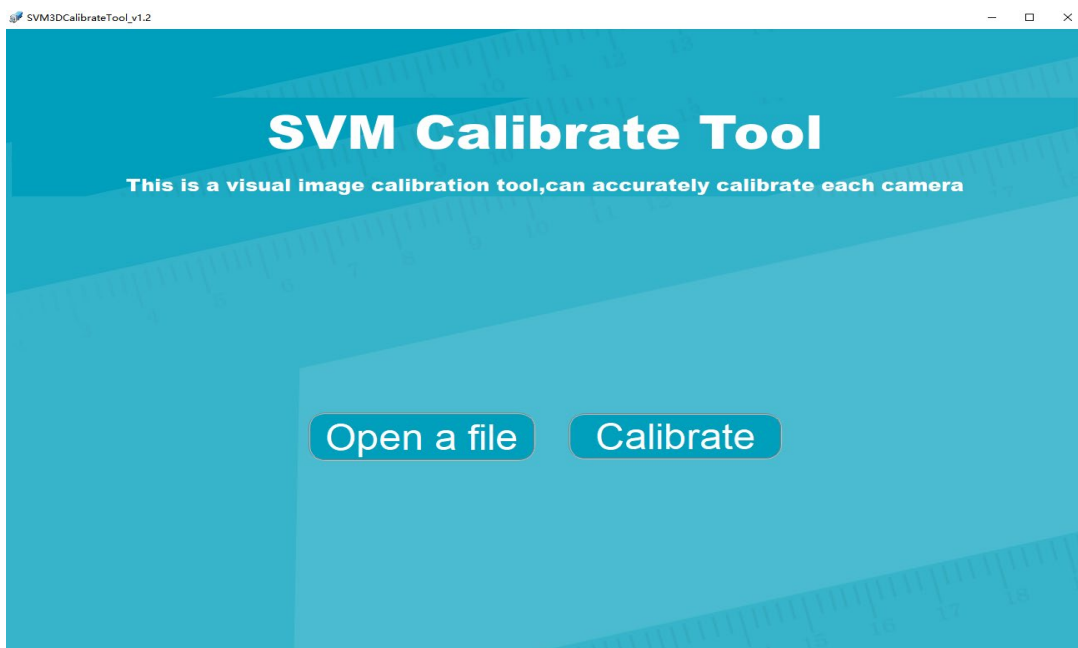 SVM3DCalibrateTool_v1.2
SVM Calibrate Tool
This is a visual image calibration tool,can accurately calibrate each camera
Open a file
Calibrate